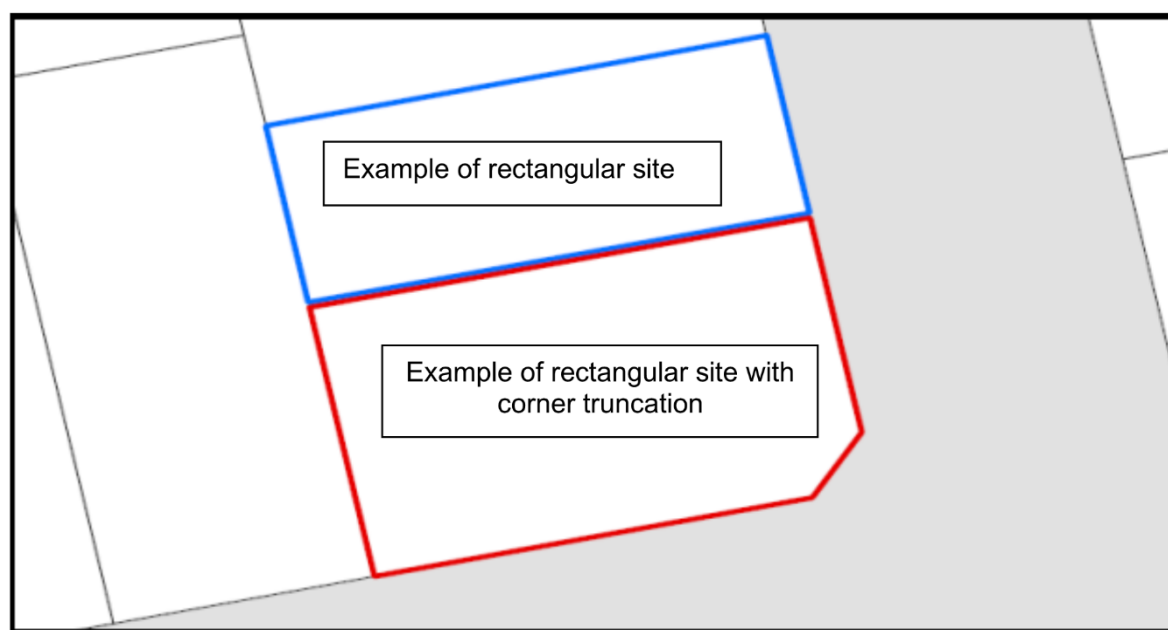 Example of rectangular site
Example of rectangular site with
corner truncation